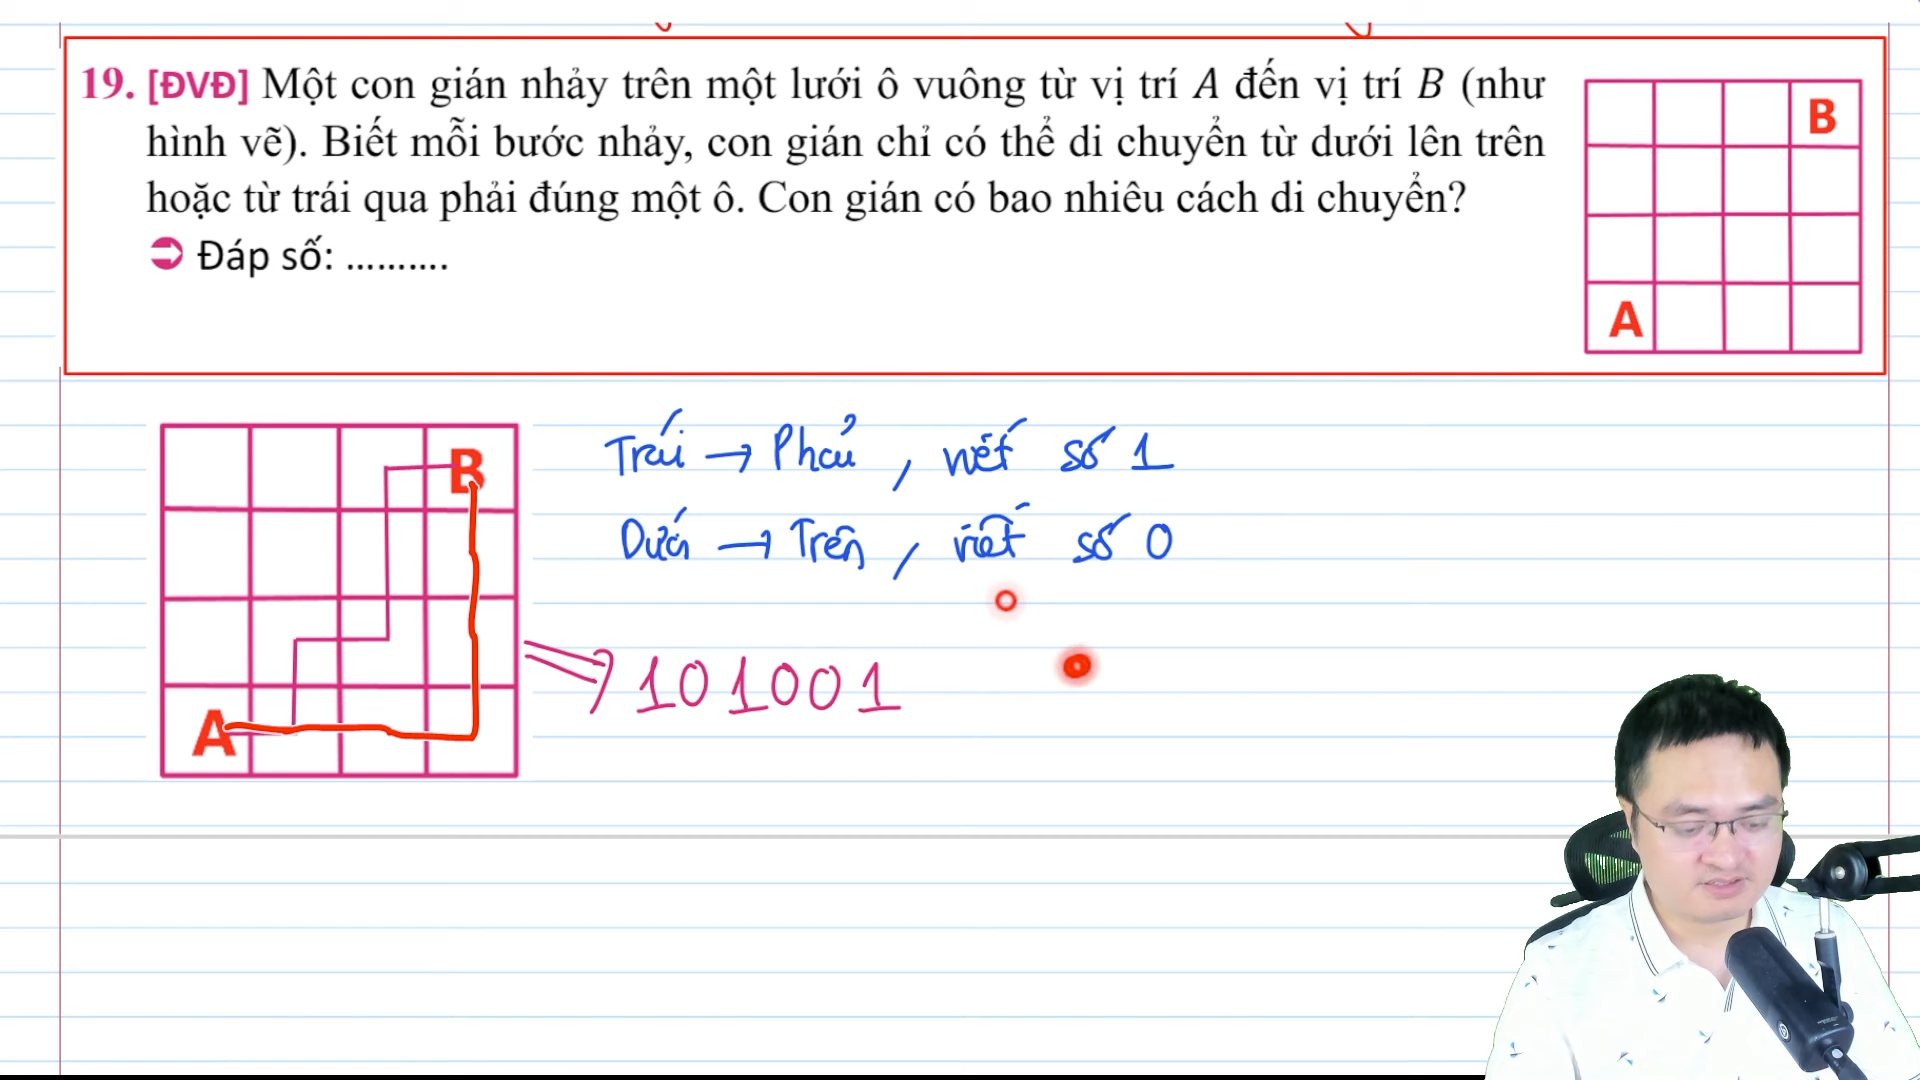 19. [ĐVĐ] Một con gián nhảy trên một lưới ô vuông từ vị trí A đến vị trí B (như
hình vẽ). Biết mỗi bước nhảy, con gián chỉ có thể di chuyển từ dưới lên trên
hoặc từ trái qua phải đúng một ô. Con gián có bao nhiêu cách di chuyển?
➲ Đáp số: ..........
B
A
B
A
Trái → Phải, viết số 1
Dưới → Trên, viết số 0
⇒ 101001